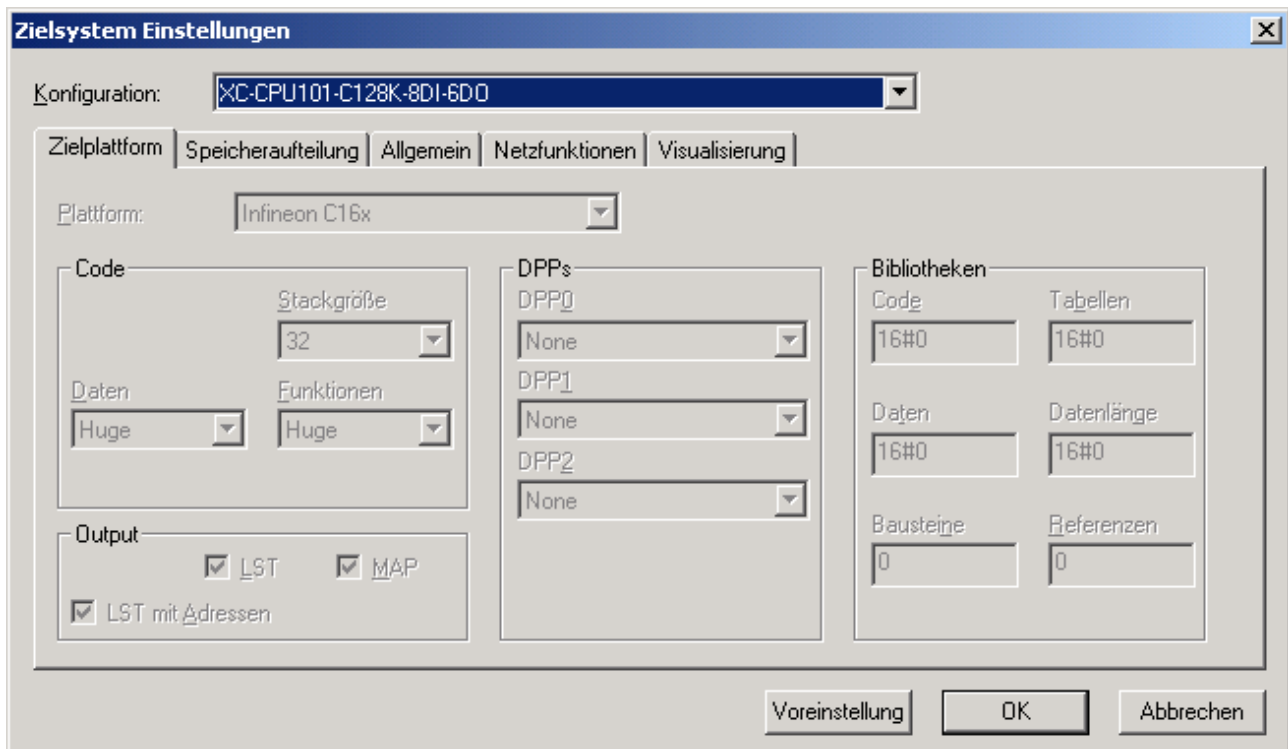 Zielsystem Einstellungen
Konfiguration: XC-CPU101-C128K-8DI-6DO
Zielplattform Speicheraufteilung Allgemein Netzfunktionen Visualisierung
Plattform: Infineon C16x
Code
Stackgröße
32
Daten Funktionen
Huge Huge
Output
LST MAP
LST mit Adressen
DPPs
DPP0
None
DPP1
None
DPP2
None
Bibliotheken
Code Tabellen
16#0 16#0
Daten Datenlänge
16#0 16#0
Bausteine Referenzen
0 0
Voreinstellung OK Abbrechen